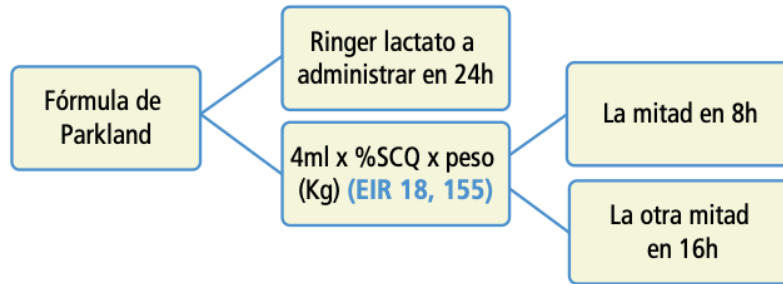 Fórmula de
Parkland
Ringer lactato a
administrar en 24h
4ml x %SCQ x peso
(Kg) (EIR 18, 155)
La mitad en 8h
La otra mitad
en 16h